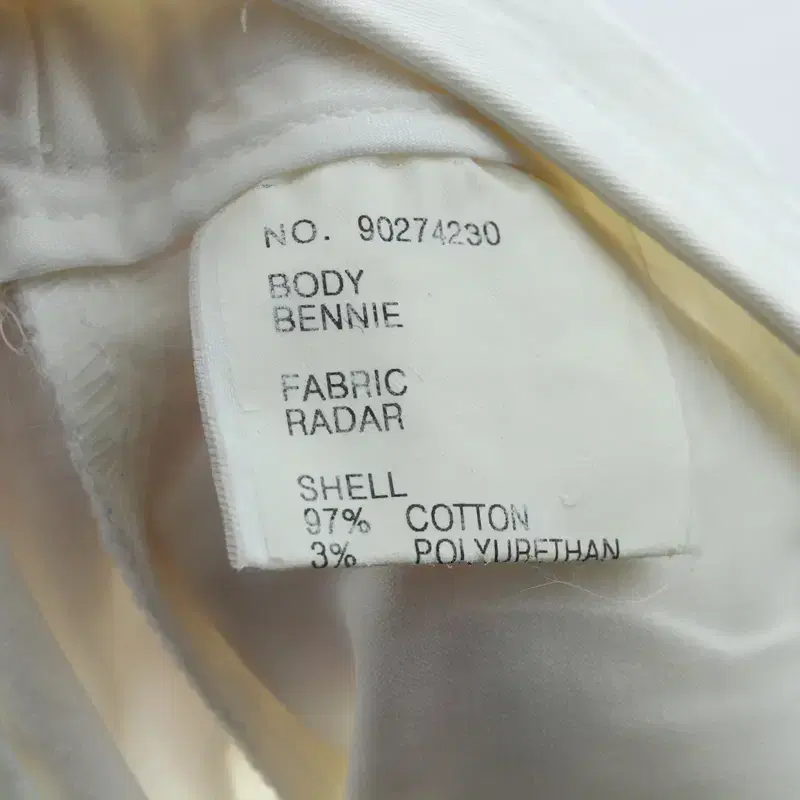 NO. 90274230
BODY
BENNIE
FABRIC
RADAR
SHELL
97% COTTON
3% POLYURETHAN